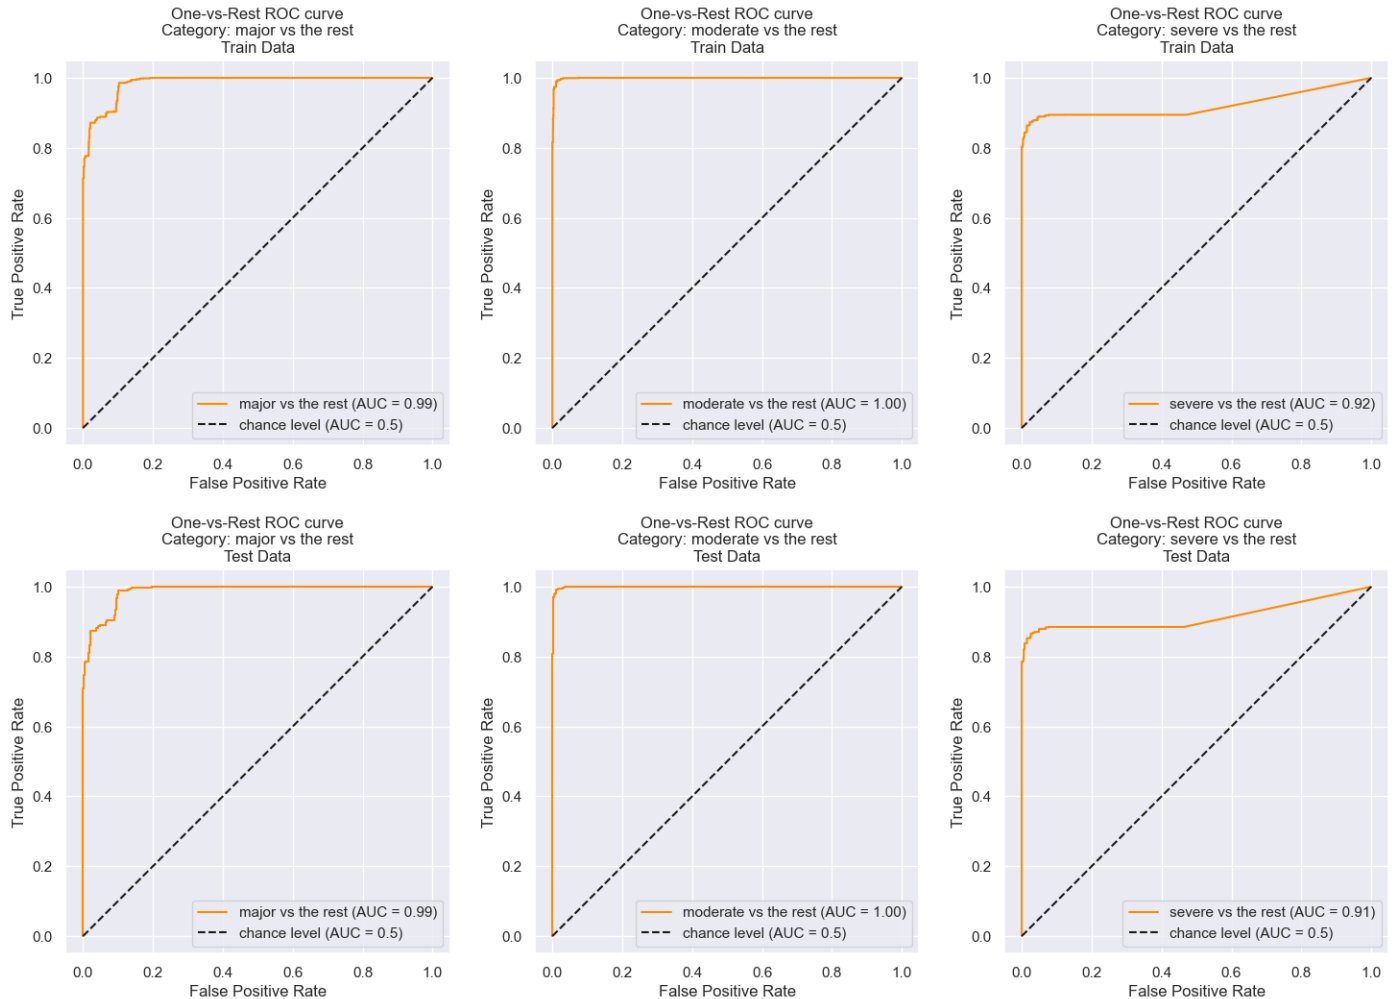 One-vs-Rest ROC curve
Category: major vs the rest
Train Data
1.0
0.8
0.6
0.4
0.2
0.0
True Positive Rate
major vs the rest (AUC = 0.99)
chance level (AUC = 0.5)
0.0 0.2 0.4 0.6 0.8 1.0
False Positive Rate
One-vs-Rest ROC curve
Category: moderate vs the rest
Train Data
1.0
0.8
0.6
0.4
0.2
0.0
True Positive Rate
moderate vs the rest (AUC = 1.00)
chance level (AUC = 0.5)
0.0 0.2 0.4 0.6 0.8 1.0
False Positive Rate
One-vs-Rest ROC curve
Category: severe vs the rest
Train Data
1.0
0.8
0.6
0.4
0.2
0.0
True Positive Rate
severe vs the rest (AUC = 0.92)
chance level (AUC = 0.5)
0.0 0.2 0.4 0.6 0.8 1.0
False Positive Rate
One-vs-Rest ROC curve
Category: major vs the rest
Test Data
1.0
0.8
0.6
0.4
0.2
0.0
True Positive Rate
major vs the rest (AUC = 0.99)
chance level (AUC = 0.5)
0.0 0.2 0.4 0.6 0.8 1.0
False Positive Rate
One-vs-Rest ROC curve
Category: moderate vs the rest
Test Data
1.0
0.8
0.6
0.4
0.2
0.0
True Positive Rate
moderate vs the rest (AUC = 1.00)
chance level (AUC = 0.5)
0.0 0.2 0.4 0.6 0.8 1.0
False Positive Rate
One-vs-Rest ROC curve
Category: severe vs the rest
Test Data
1.0
0.8
0.6
0.4
0.2
0.0
True Positive Rate
severe vs the rest (AUC = 0.91)
chance level (AUC = 0.5)
0.0 0.2 0.4 0.6 0.8 1.0
False Positive Rate